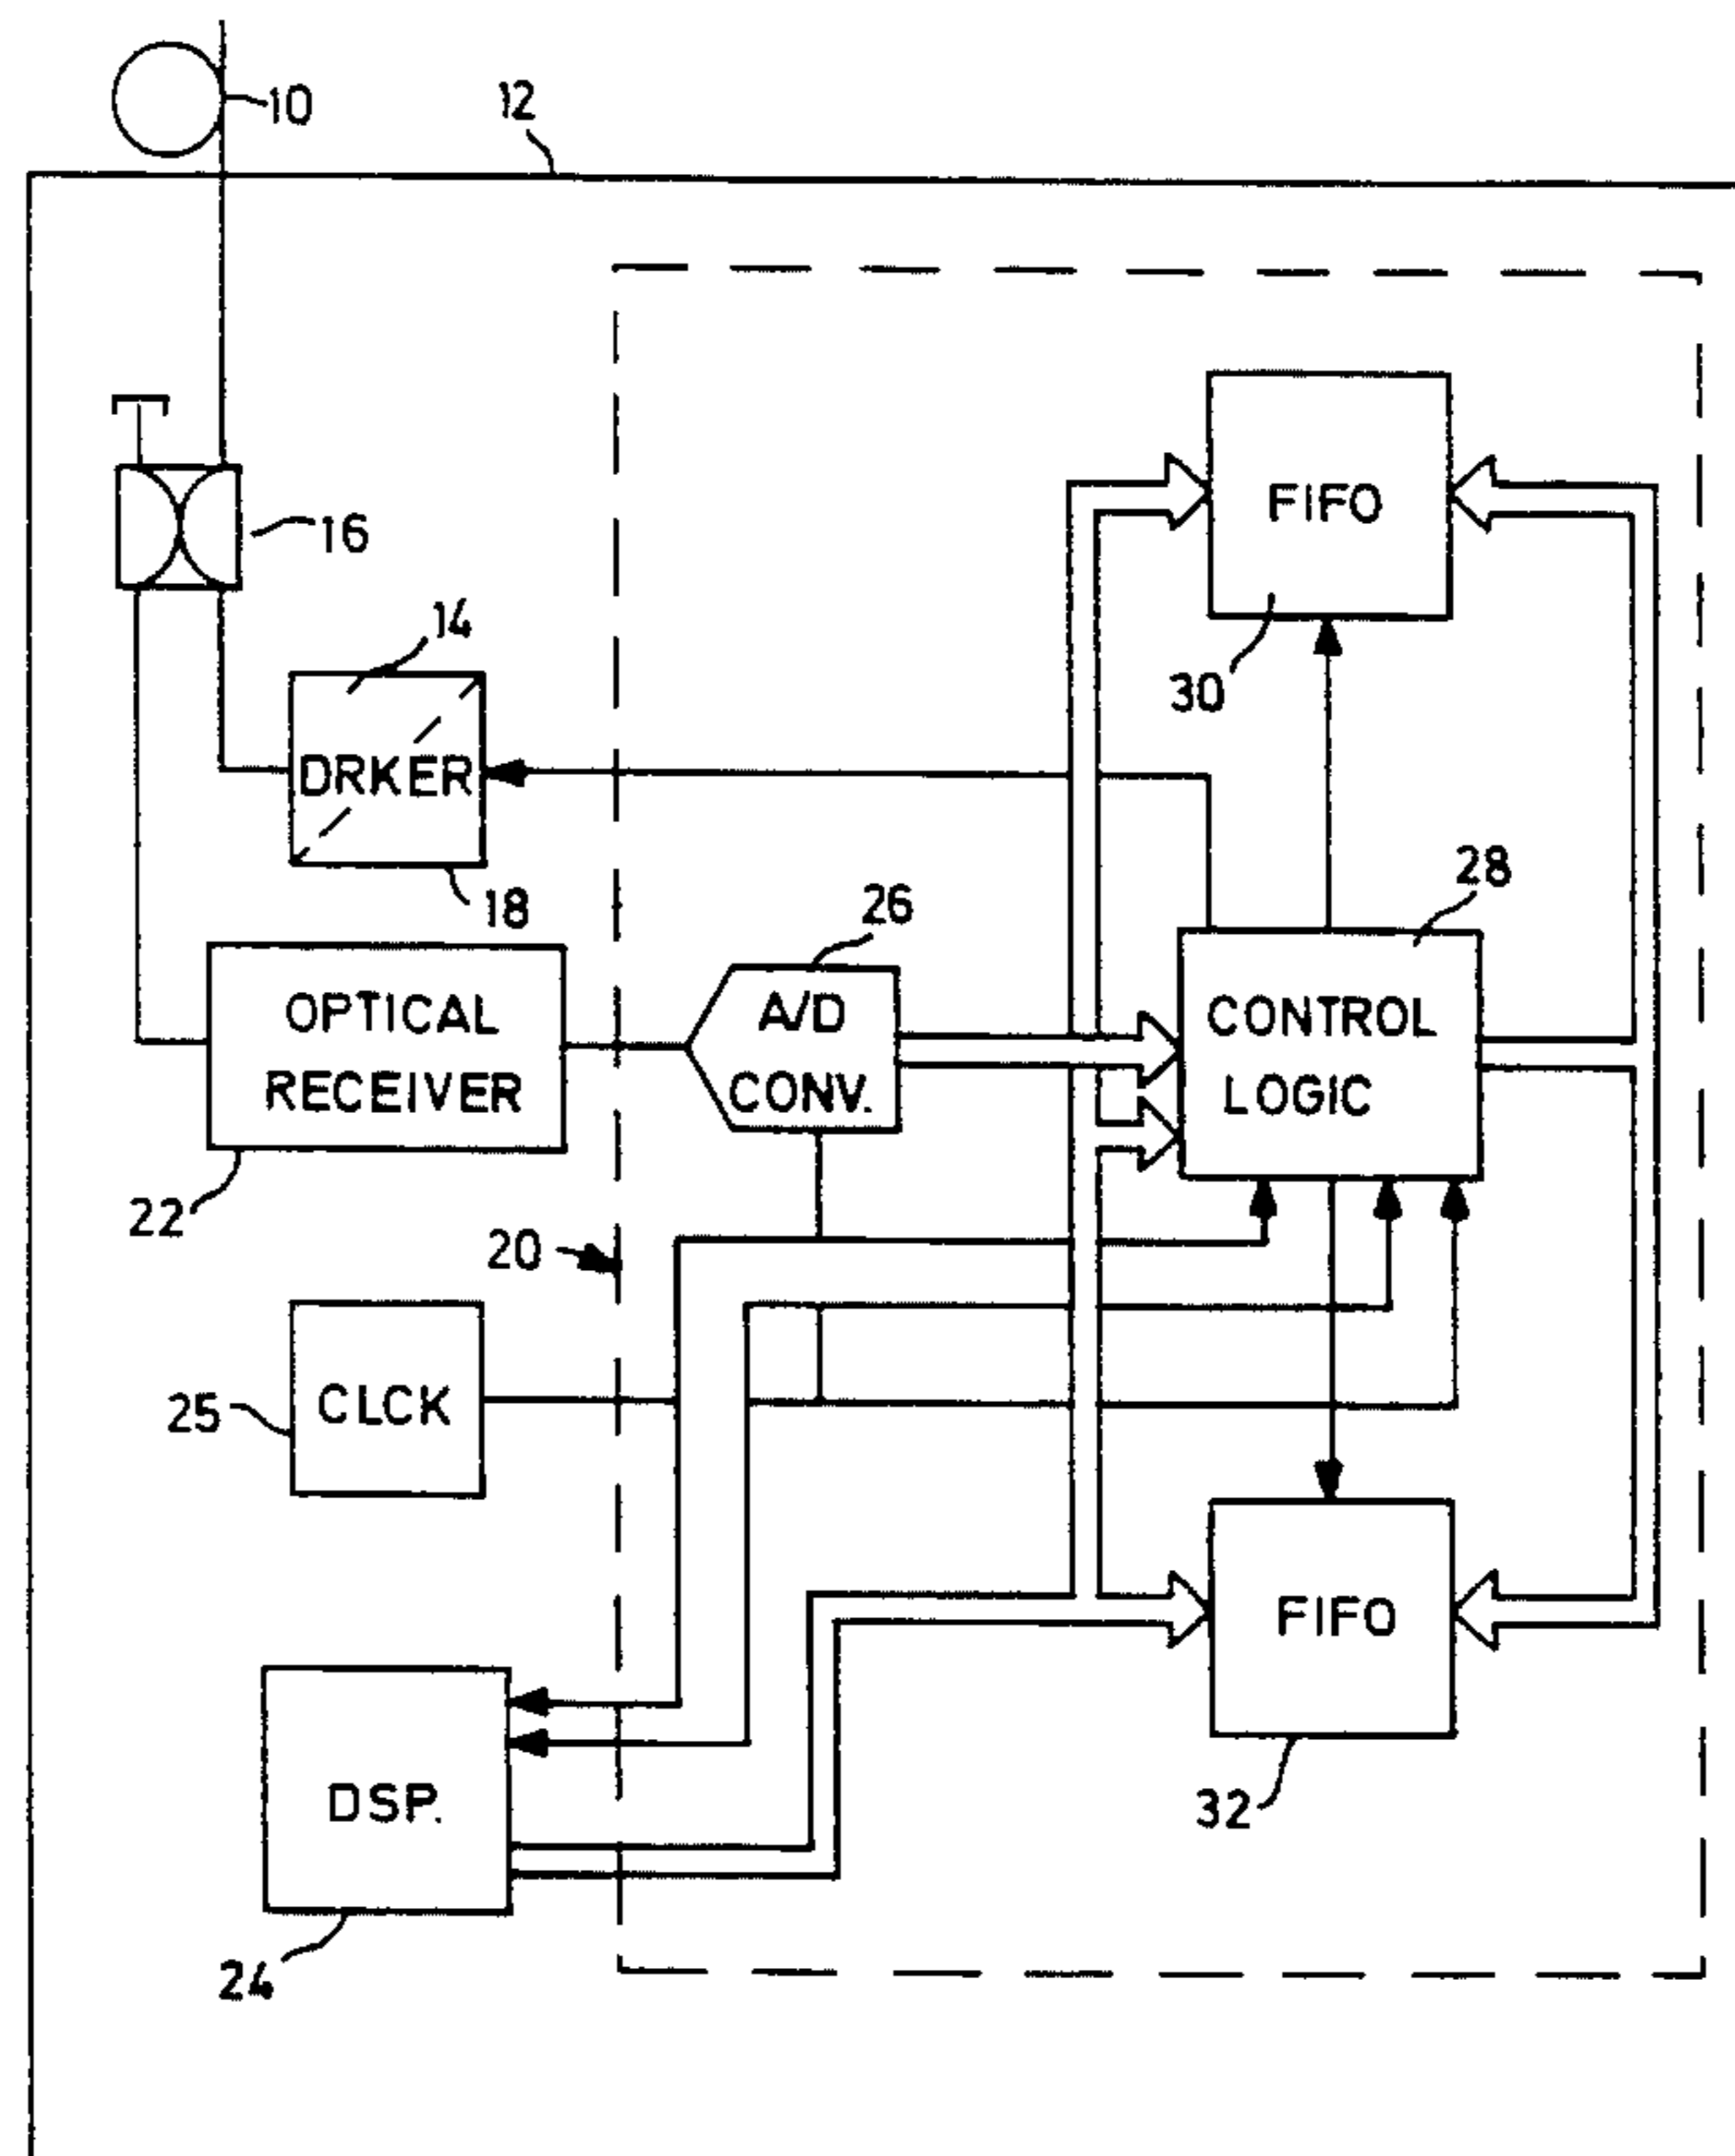 10
12
FIFO
16
14
30
DRKER
28
18
26
OPTICAL
RECEIVER
A/D
CONV.
CONTROL
LOGIC
22
20
25
CLCK
FIFO
DSP.
32
24